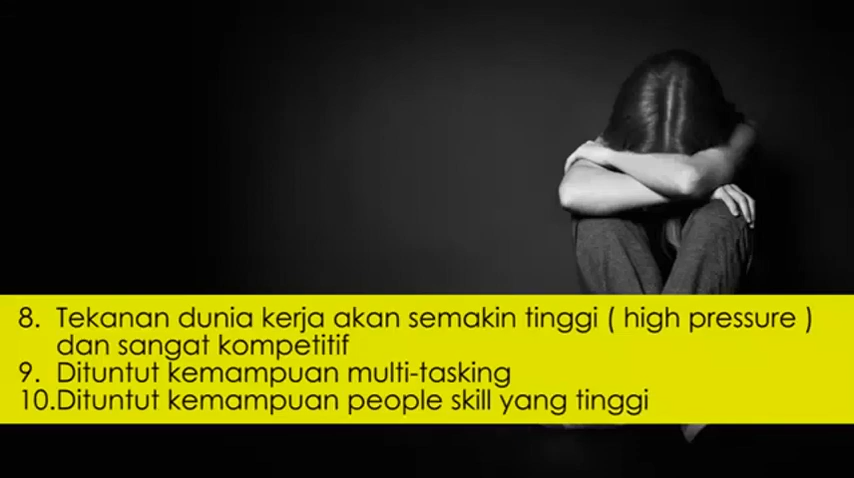 8. Tekanan dunia kerja akan semakin tinggi ( high pressure )
dan sangat kompetitif
9. Dituntut kemampuan multi-tasking
10.Dituntut kemampuan people skill yang tinggi